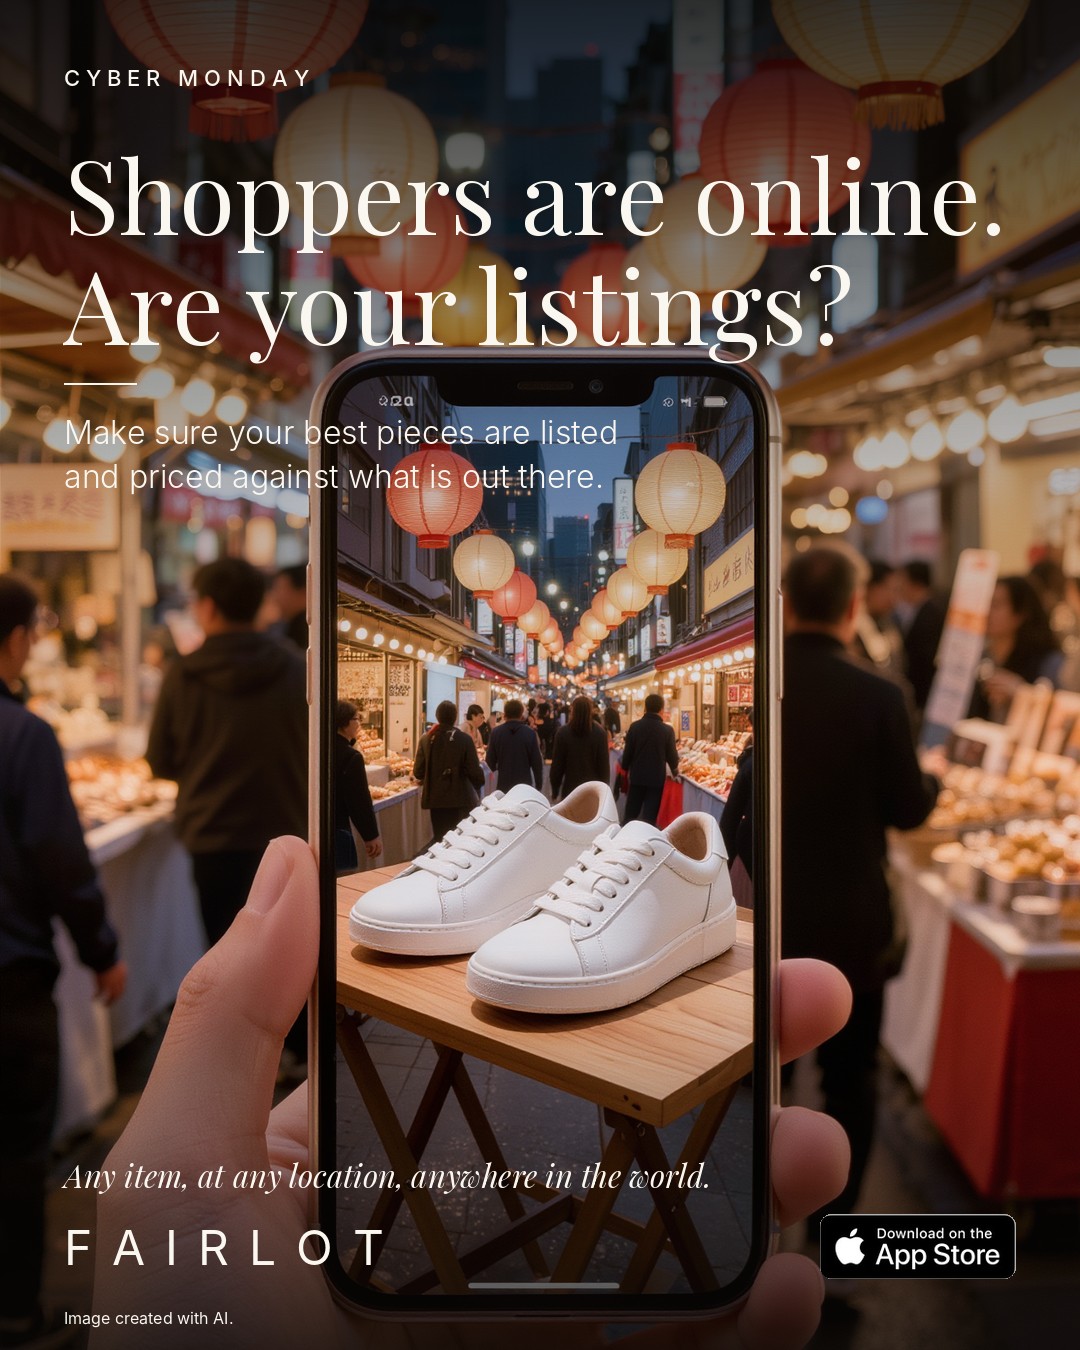 CYBER MONDAY
Shoppers are online.
Are your listings?
Make sure your best pieces are listed
and priced against what is out there.
Any item, at any location, anywhere in the world.
FAIRLOT
Download on the
App Store
Image created with AI.